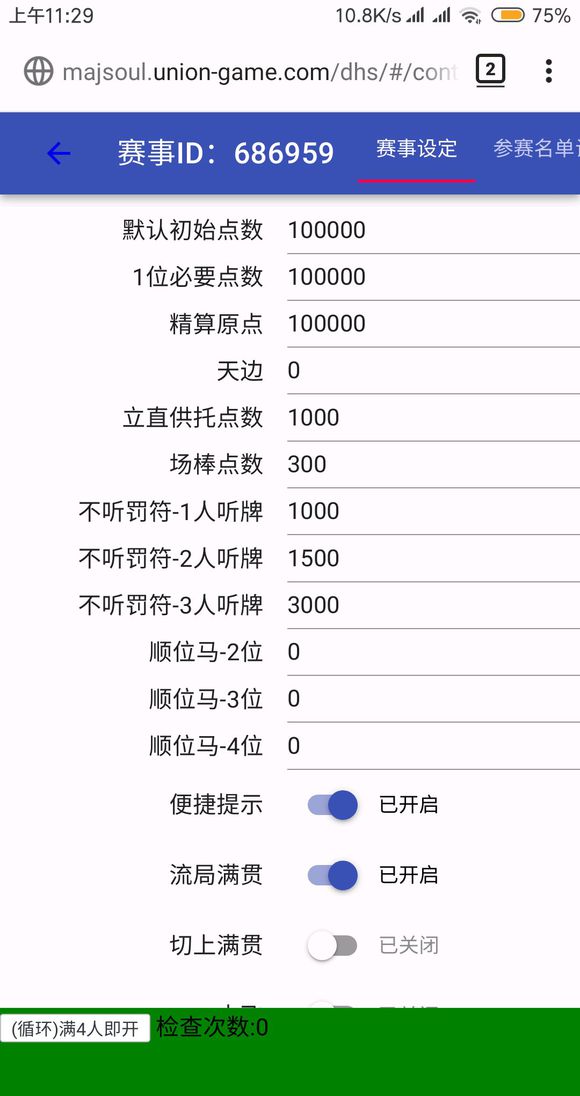 上午11:29 10.8K/s 75%
majsoul.union-game.com/dhs/#/cont 2
赛事ID：686959 赛事设定 参赛名单
默认初始点数 100000
1位必要点数 100000
精算原点 100000
天边 0
立直供托点数 1000
场棒点数 300
不听罚符-1人听牌 1000
不听罚符-2人听牌 1500
不听罚符-3人听牌 3000
顺位马-2位 0
顺位马-3位 0
顺位马-4位 0
便捷提示 已开启
流局满贯 已开启
切上满贯 已关闭
(循环)满4人即开 检查次数:0